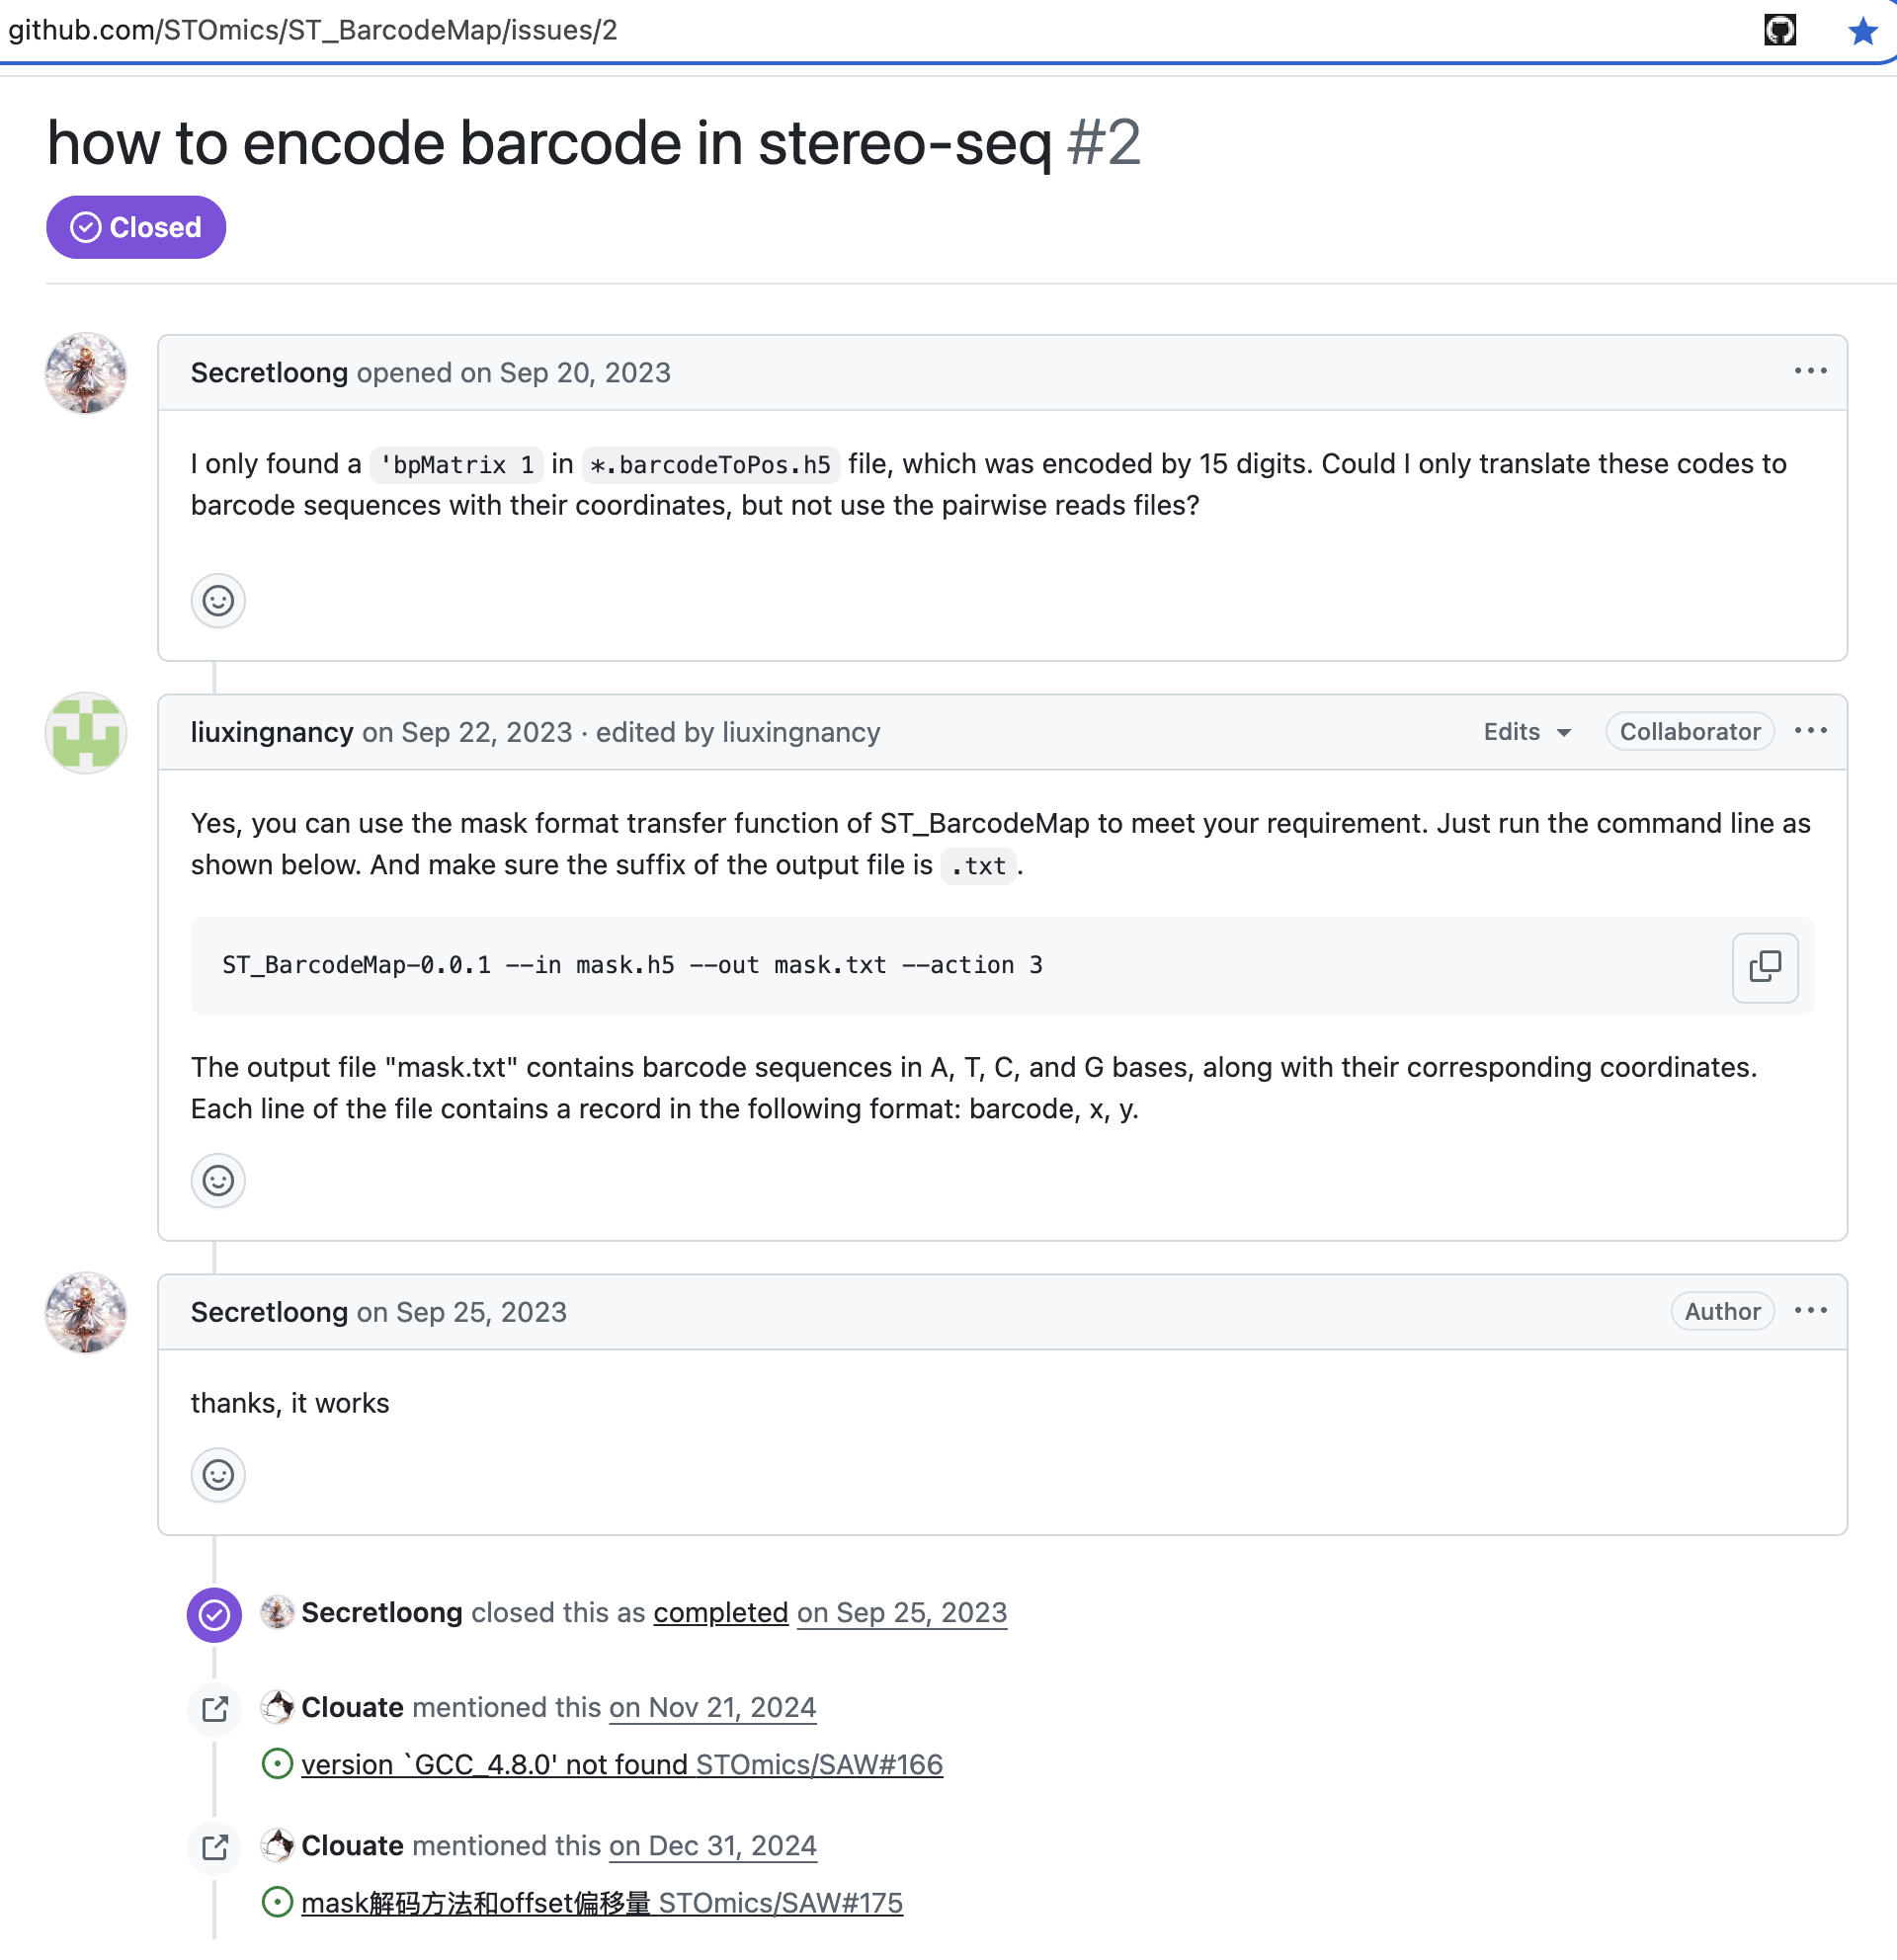 github.com/STOmics/ST_BarcodeMap/issues/2
how to encode barcode in stereo-seq #2
Closed
Secretloong opened on Sep 20, 2023
I only found a 'bpMatrix 1 in *.barcodeToPos.h5 file, which was encoded by 15 digits. Could I only translate these codes to
barcode sequences with their coordinates, but not use the pairwise reads files?
liuxingnancy on Sep 22, 2023 · edited by liuxingnancy Edits Collaborator
Yes, you can use the mask format transfer function of ST_BarcodeMap to meet your requirement. Just run the command line as
shown below. And make sure the suffix of the output file is .txt.
ST_BarcodeMap-0.0.1 --in mask.h5 --out mask.txt --action 3
The output file "mask.txt" contains barcode sequences in A, T, C, and G bases, along with their corresponding coordinates.
Each line of the file contains a record in the following format: barcode, x, y.
Secretloong on Sep 25, 2023 Author
thanks, it works
Secretloong closed this as completed on Sep 25, 2023
Clouate mentioned this on Nov 21, 2024
version `GCC_4.8.0' not found STOmics/SAW#166
Clouate mentioned this on Dec 31, 2024
mask解码方法和offset偏移量 STOmics/SAW#175